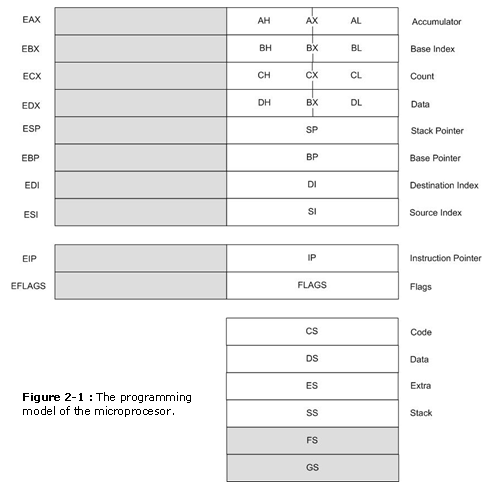 EAX AH AX AL Accumulator
EBX BH BX BL Base Index
ECX CH CX CL Count
EDX DH BX DL Data
ESP SP Stack Pointer
EBP BP Base Pointer
EDI DI Destination Index
ESI SI Source Index
EIP IP Instruction Pointer
EFLAGS FLAGS Flags
CS Code
DS Data
ES Extra
SS Stack
FS
GS
Figure 2-1 : The programming
model of the microprocesor.